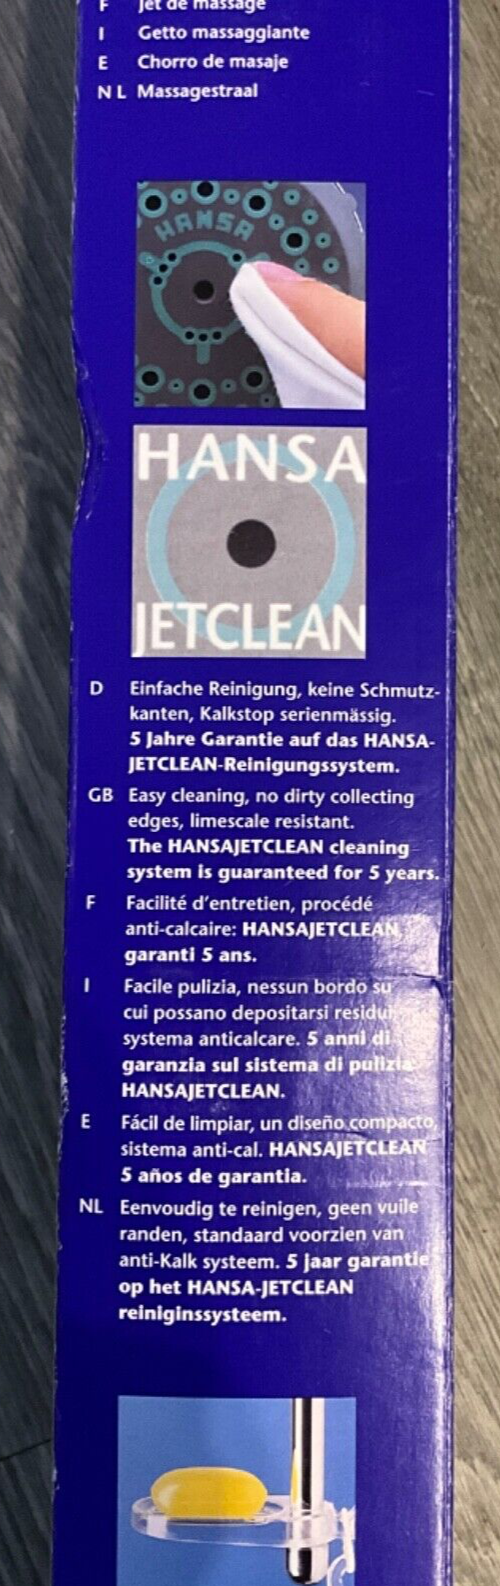 F Jet de massage
I Getto massaggiante
E Chorro de masaje
NL Massagestraal
HANSA
HANSA
JETCLEAN
D Einfache Reinigung, keine Schmutz-
kanten, Kalkstop serienmässig.
5 Jahre Garantie auf das HANSA-
JETCLEAN-Reinigungssystem.
GB Easy cleaning, no dirty collecting
edges, limescale resistant.
The HANSAJETCLEAN cleaning
system is guaranteed for 5 years.
F Facilité d'entretien, procédé
anti-calcaire: HANSAJETCLEAN,
garanti 5 ans.
I Facile pulizia, nessun bordo su
cui possano depositarsi residui,
systema anticalcare. 5 anni di
garanzia sul sistema di pulizia
HANSAJETCLEAN.
E Fácil de limpiar, un diseño compacto,
sistema anti-cal. HANSAJETCLEAN
5 años de garantia.
NL Eenvoudig te reinigen, geen vuile
randen, standaard voorzien van
anti-Kalk systeem. 5 jaar garantie
op het HANSA-JETCLEAN
reiniginssysteem.